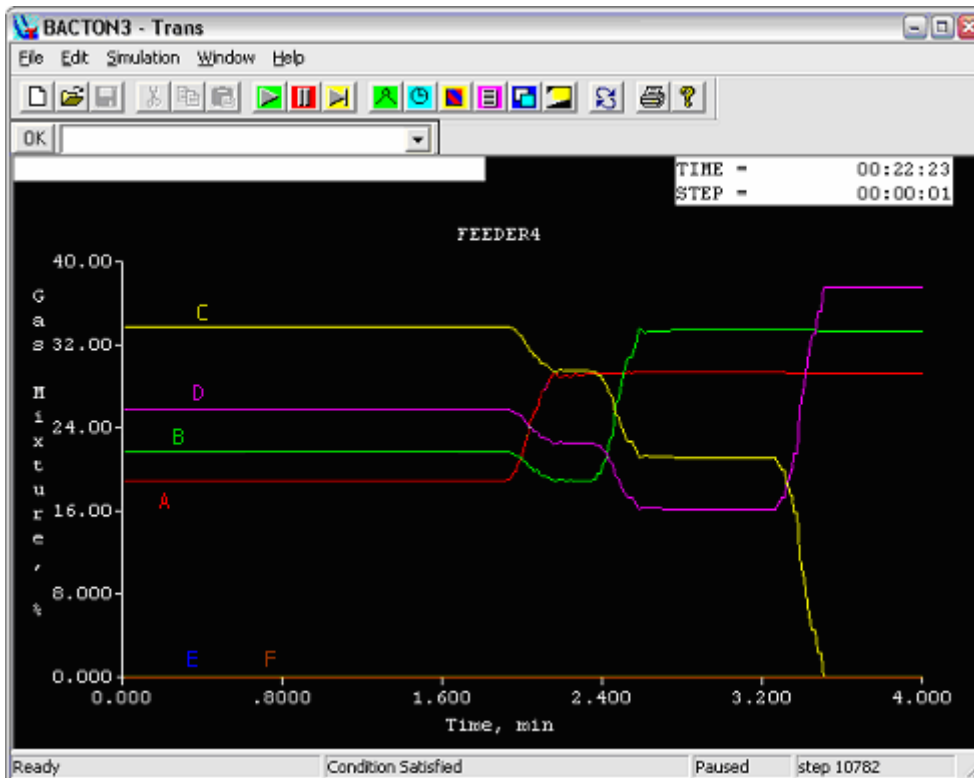 BACTON3 - Trans
File Edit Simulation Window Help
OK
TIME = 00:22:23
STEP = 00:00:01
FEEDER4
Gas Mixture, %
40.00
32.00
24.00
16.00
8.000
0.000
C
D
B
A
E F
0.000 .8000 1.600 2.400 3.200 4.000
Time, min
Ready Condition Satisfied Paused step 10782